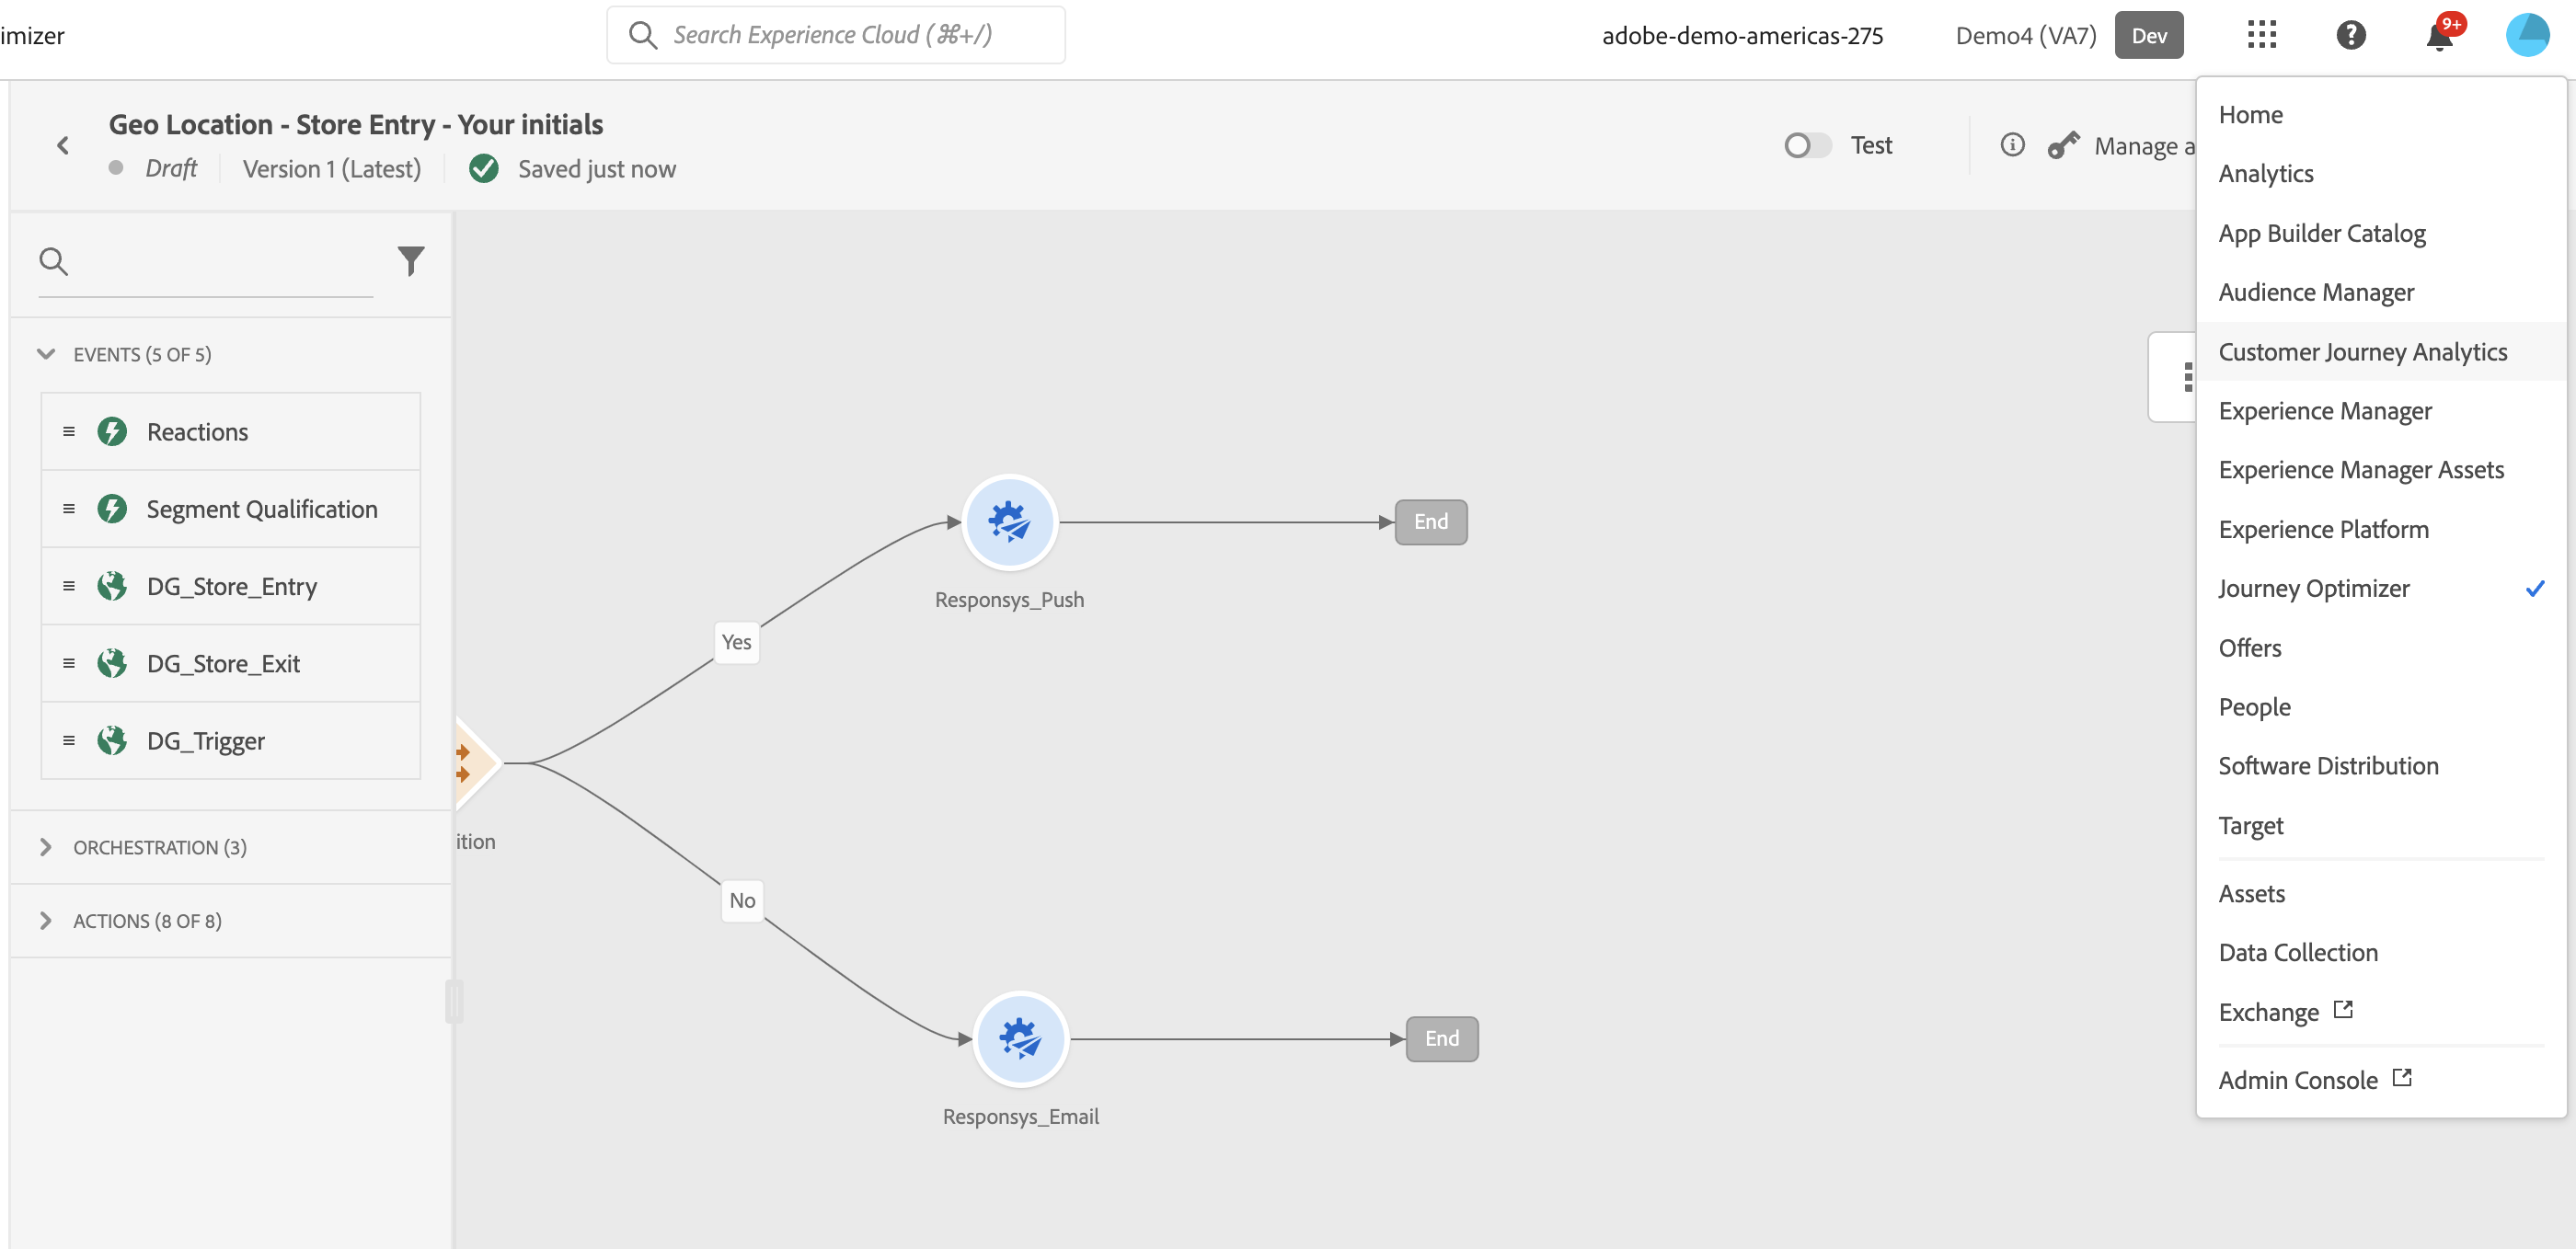 imizer
Search Experience Cloud (⌘+/)
adobe-demo-americas-275
Demo4 (VA7)
Dev
9+
Geo Location - Store Entry - Your initials
Draft
Version 1 (Latest)
Saved just now
Test
Manage a
EVENTS (5 OF 5)
Reactions
Segment Qualification
DG_Store_Entry
DG_Store_Exit
DG_Trigger
ORCHESTRATION (3)
ACTIONS (8 OF 8)
ition
Yes
No
Responsys_Push
End
Responsys_Email
End
Home
Analytics
App Builder Catalog
Audience Manager
Customer Journey Analytics
Experience Manager
Experience Manager Assets
Experience Platform
Journey Optimizer
Offers
People
Software Distribution
Target
Assets
Data Collection
Exchange
Admin Console